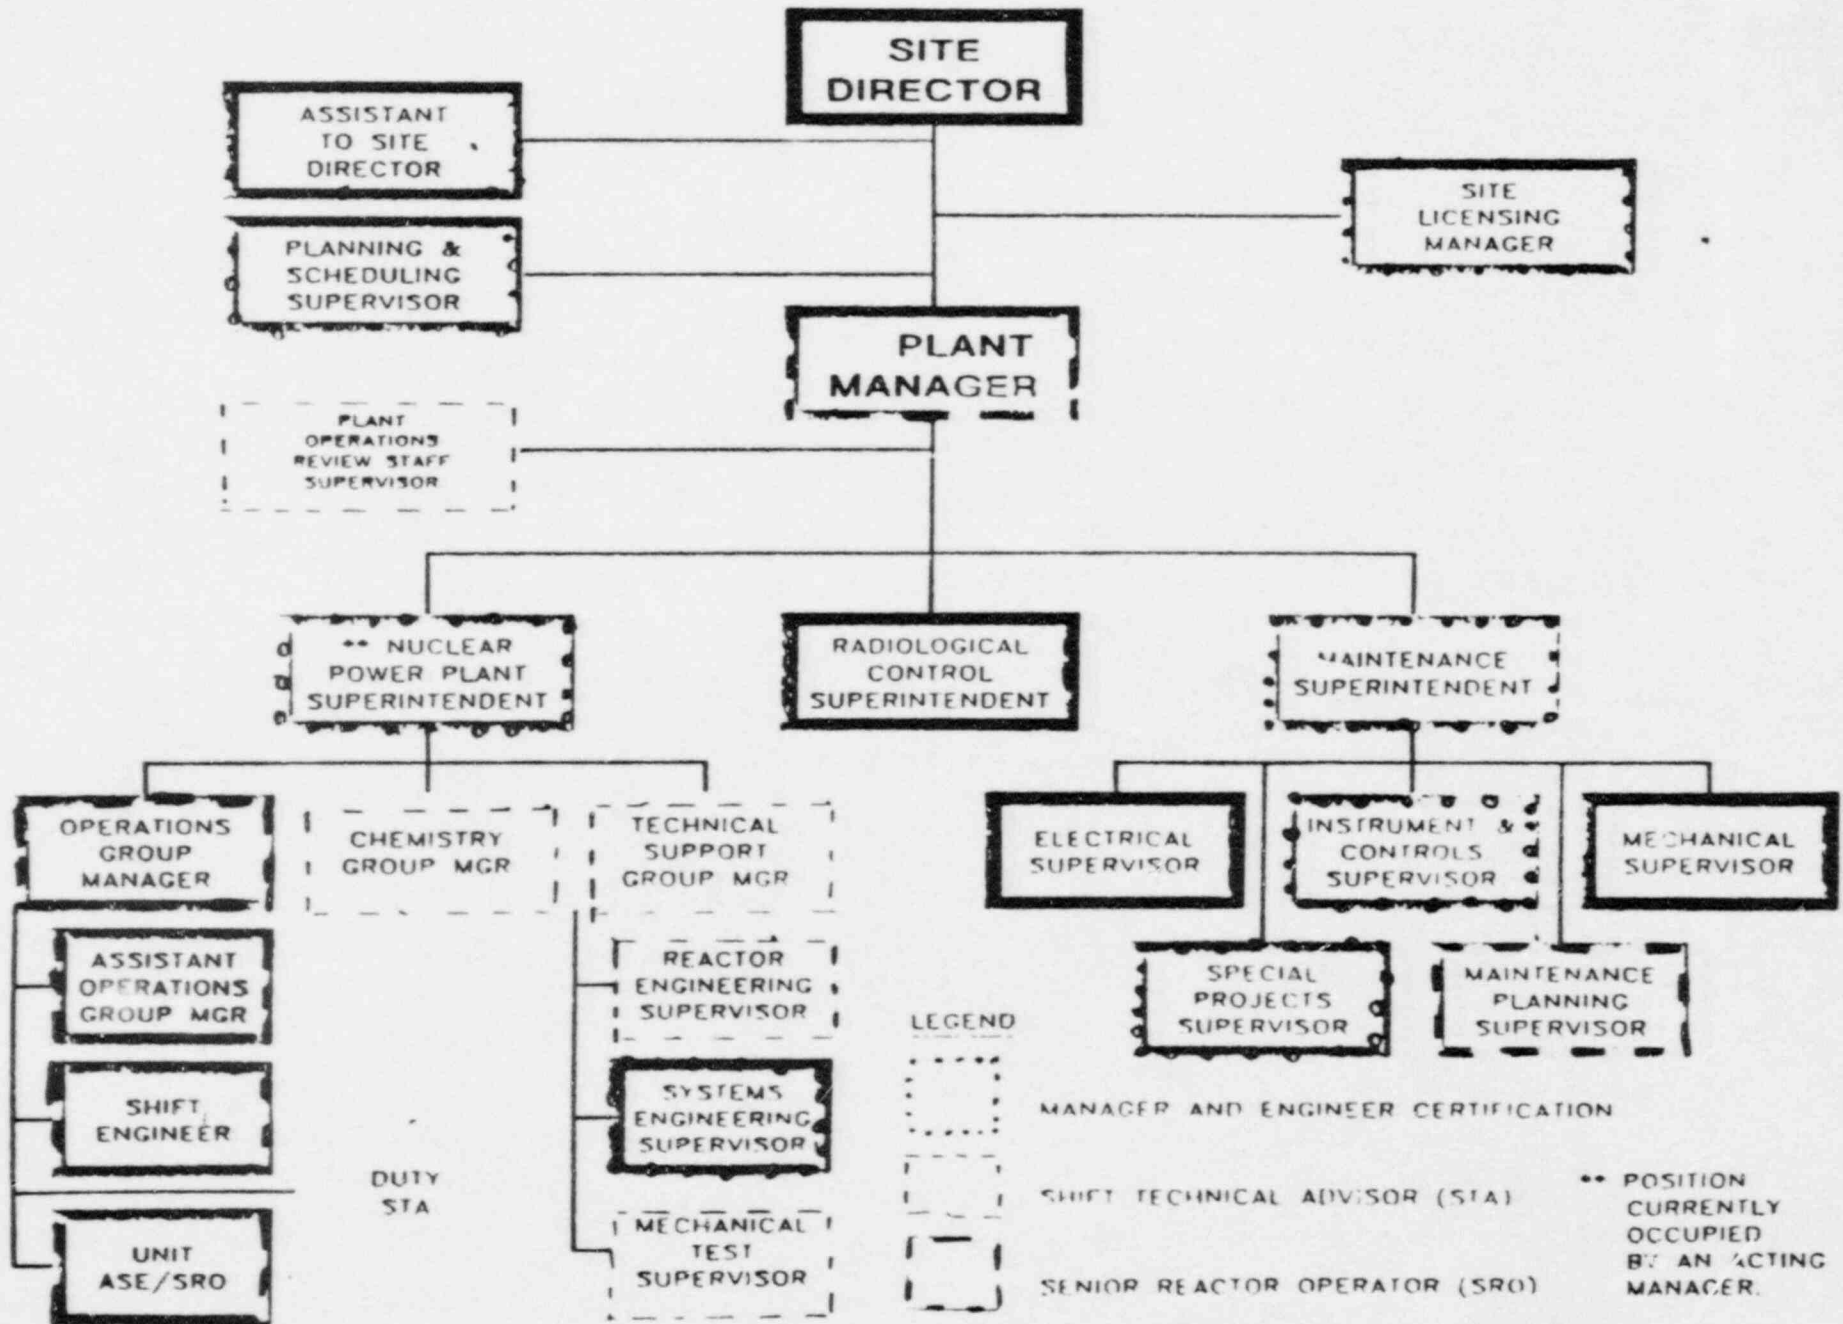 SITE
DIRECTOR
ASSISTANT
TO SITE
DIRECTOR
SITE
LICENSING
MANAGER
PLANNING &
SCHEDULING
SUPERVISOR
PLANT
MANAGER
PLANT
OPERATIONS
REVIEW STAFF
SUPERVISOR
•• NUCLEAR
POWER PLANT
SUPERINTENDENT
RADIOLOGICAL
CONTROL
SUPERINTENDENT
MAINTENANCE
SUPERINTENDENT
OPERATIONS
GROUP
MANAGER
CHEMISTRY
GROUP MGR
TECHNICAL
SUPPORT
GROUP MGR
ELECTRICAL
SUPERVISOR
INSTRUMENT &
CONTROLS
SUPERVISOR
MECHANICAL
SUPERVISOR
ASSISTANT
OPERATIONS
GROUP MGR
REACTOR
ENGINEERING
SUPERVISOR
SPECIAL
PROJECTS
SUPERVISOR
MAINTENANCE
PLANNING
SUPERVISOR
SHIFT
ENGINEER
SYSTEMS
ENGINEERING
SUPERVISOR
DUTY
STA
UNIT
ASE/SRO
MECHANICAL
TEST
SUPERVISOR
LEGEND
MANAGER AND ENGINEER CERTIFICATION
SHIFT TECHNICAL ADVISOR (STA)
SENIOR REACTOR OPERATOR (SRO)
•• POSITION
CURRENTLY
OCCUPIED
BY AN ACTING
MANAGER.